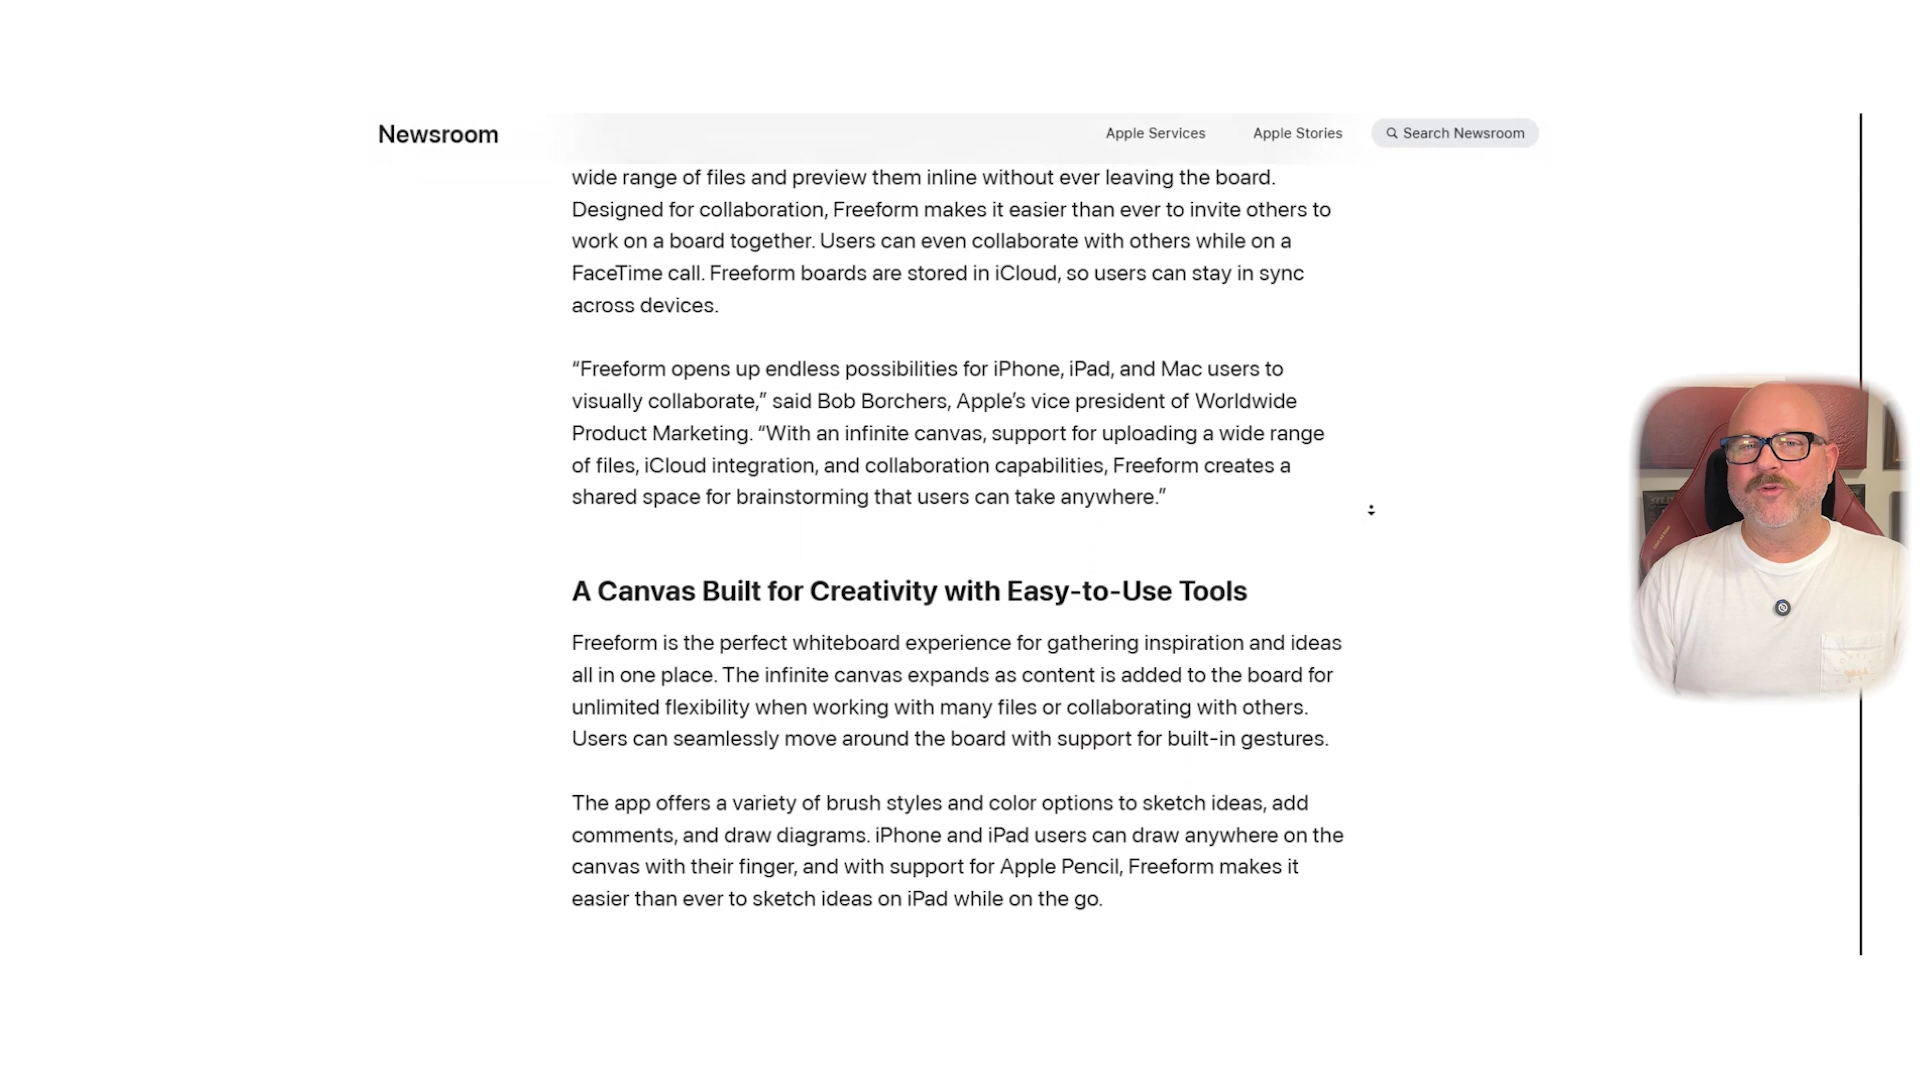 Newsroom
Apple Services
Apple Stories
Search Newsroom
wide range of files and preview them inline without ever leaving the board.
Designed for collaboration, Freeform makes it easier than ever to invite others to
work on a board together. Users can even collaborate with others while on a
FaceTime call. Freeform boards are stored in iCloud, so users can stay in sync
across devices.
“Freeform opens up endless possibilities for iPhone, iPad, and Mac users to
visually collaborate,” said Bob Borchers, Apple’s vice president of Worldwide
Product Marketing. “With an infinite canvas, support for uploading a wide range
of files, iCloud integration, and collaboration capabilities, Freeform creates a
shared space for brainstorming that users can take anywhere.”
A Canvas Built for Creativity with Easy-to-Use Tools
Freeform is the perfect whiteboard experience for gathering inspiration and ideas
all in one place. The infinite canvas expands as content is added to the board for
unlimited flexibility when working with many files or collaborating with others.
Users can seamlessly move around the board with support for built-in gestures.
The app offers a variety of brush styles and color options to sketch ideas, add
comments, and draw diagrams. iPhone and iPad users can draw anywhere on the
canvas with their finger, and with support for Apple Pencil, Freeform makes it
easier than ever to sketch ideas on iPad while on the go.